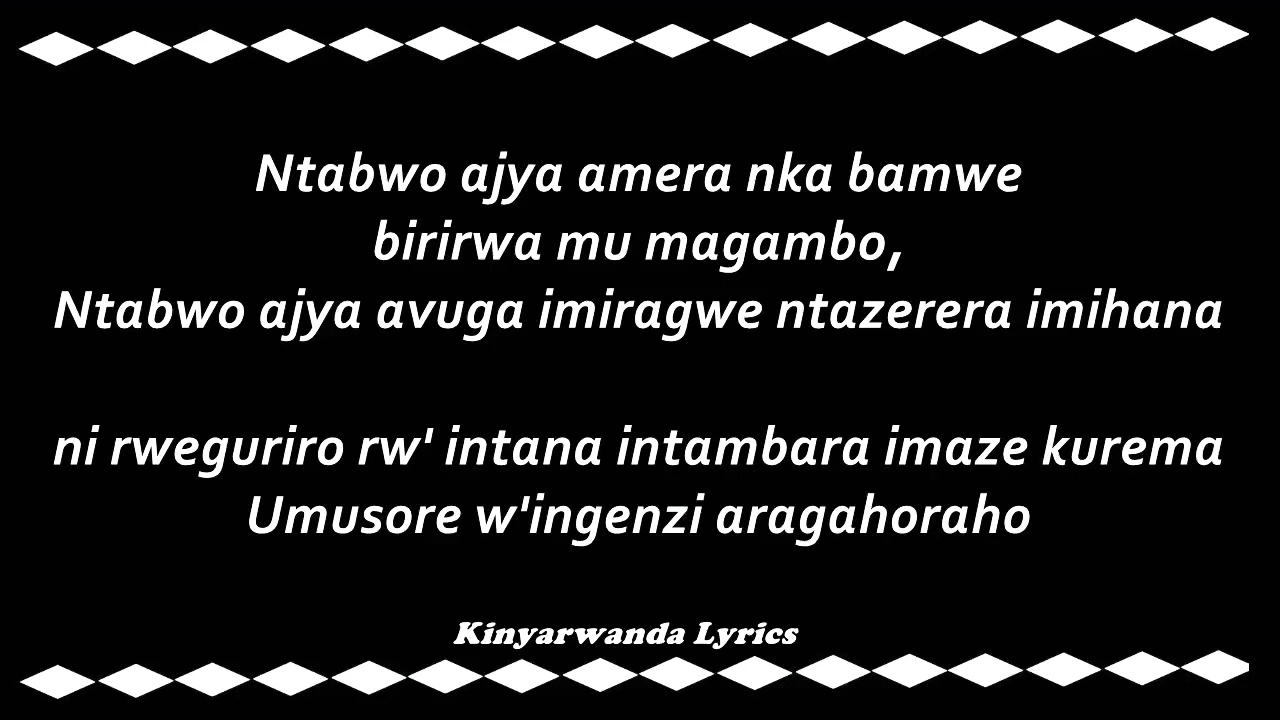 Ntabwo ajya amera nka bamwe
birirwa mu magambo,
Ntabwo ajya avuga imiragwe ntazerera imihana
ni rweguriro rw' intana intambara imaze kurema
Umusore w'ingenzi aragahoraho
Kinyarwanda Lyrics